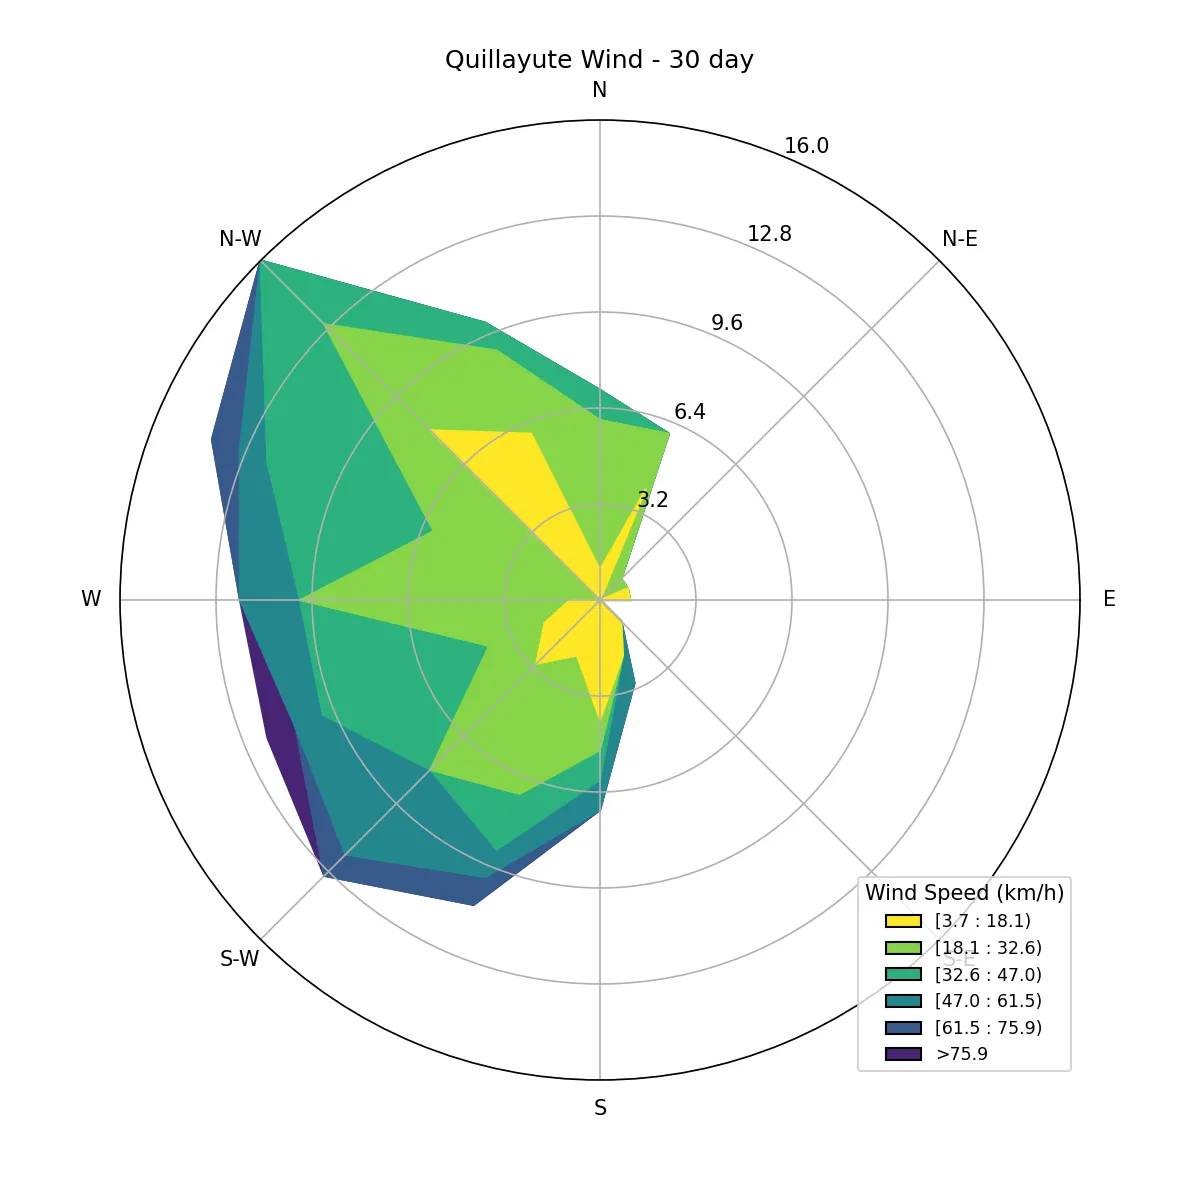 Quillayute Wind - 30 day
N
16.0
12.8
N-W
N-E
9.6
6.4
3.2
W
E
S-W
S-E
Wind Speed (km/h)
[3.7 : 18.1)
[18.1 : 32.6)
[32.6 : 47.0)
[47.0 : 61.5)
[61.5 : 75.9)
>75.9
S